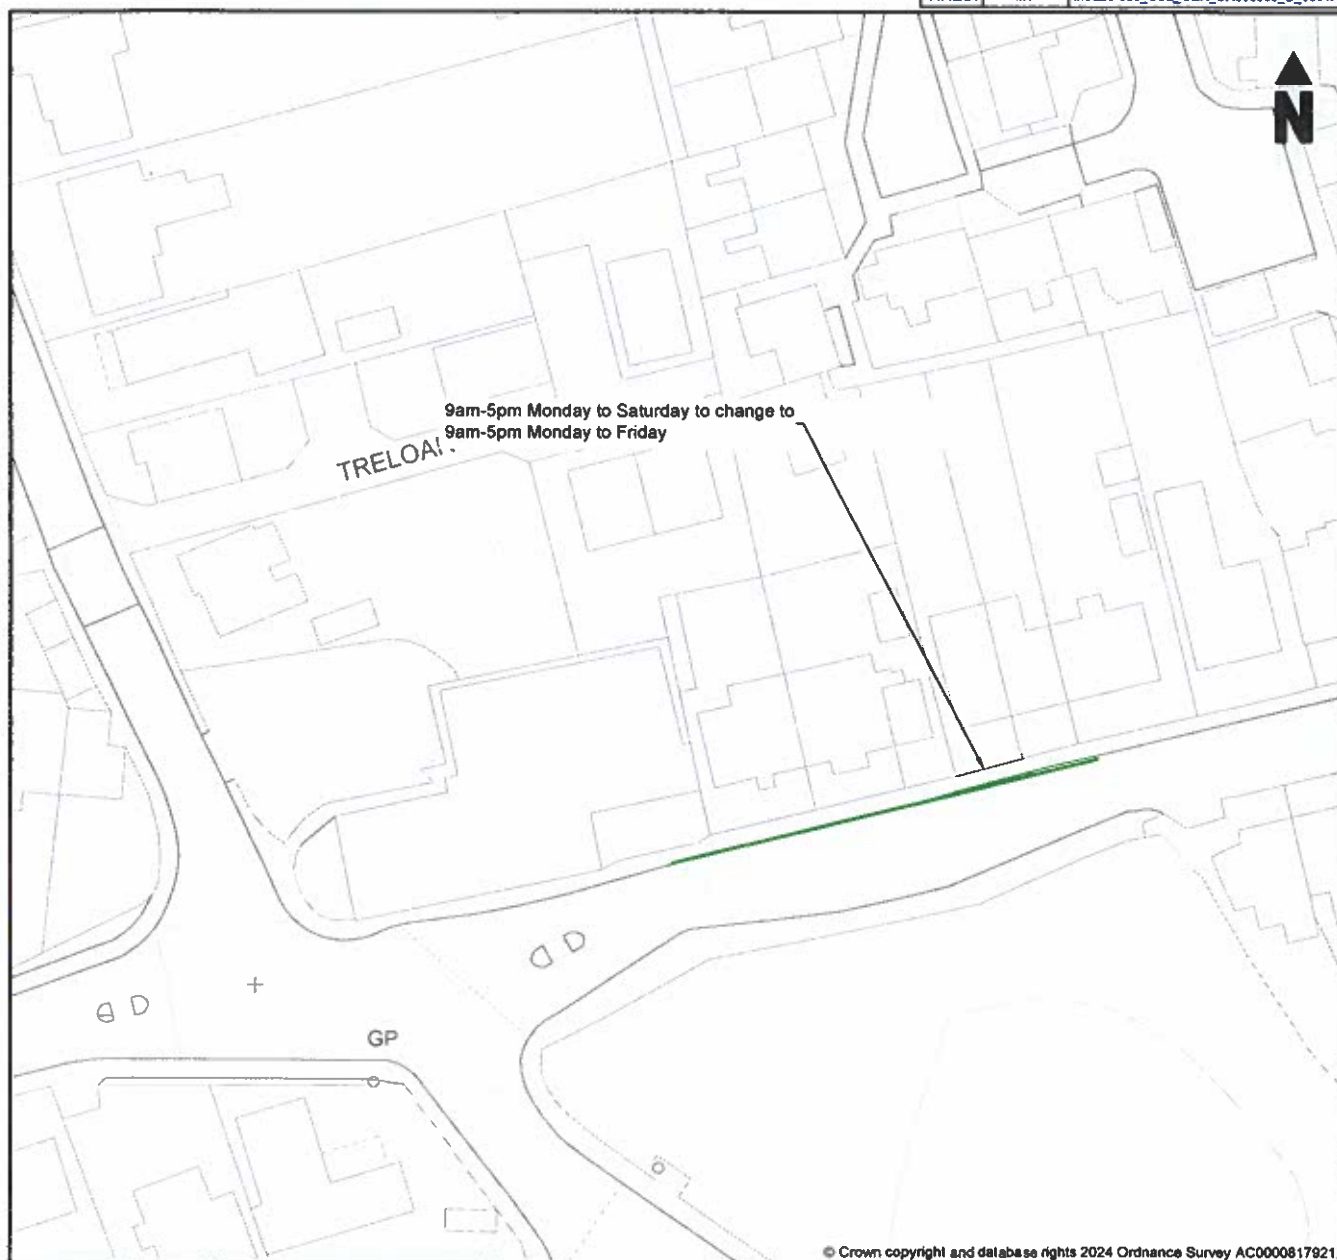 N
9am-5pm Monday to Saturday to change to
9am-5pm Monday to Friday
GP
© Crown copyright and database rights 2024 Ordnance Survey AC0000817921